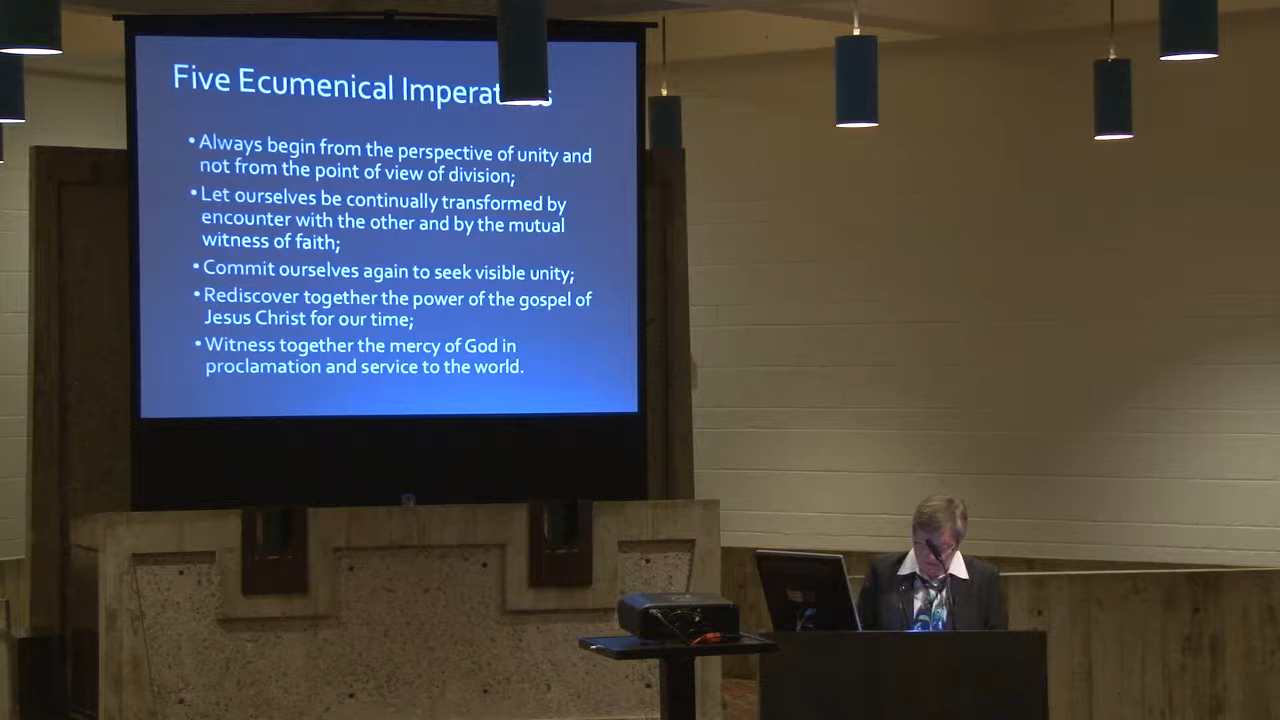 Five Ecumenical
• Always begin from the perspective of unity and
not from the point of view of division;
• Let ourselves be continually transformed by
encounter with the other and by the mutual
witness of faith;
• Commit ourselves again to seek visible unity;
• Rediscover together the power of the gospel of
Jesus Christ for our time;
• Witness together the mercy of God in
proclamation and service to the world.